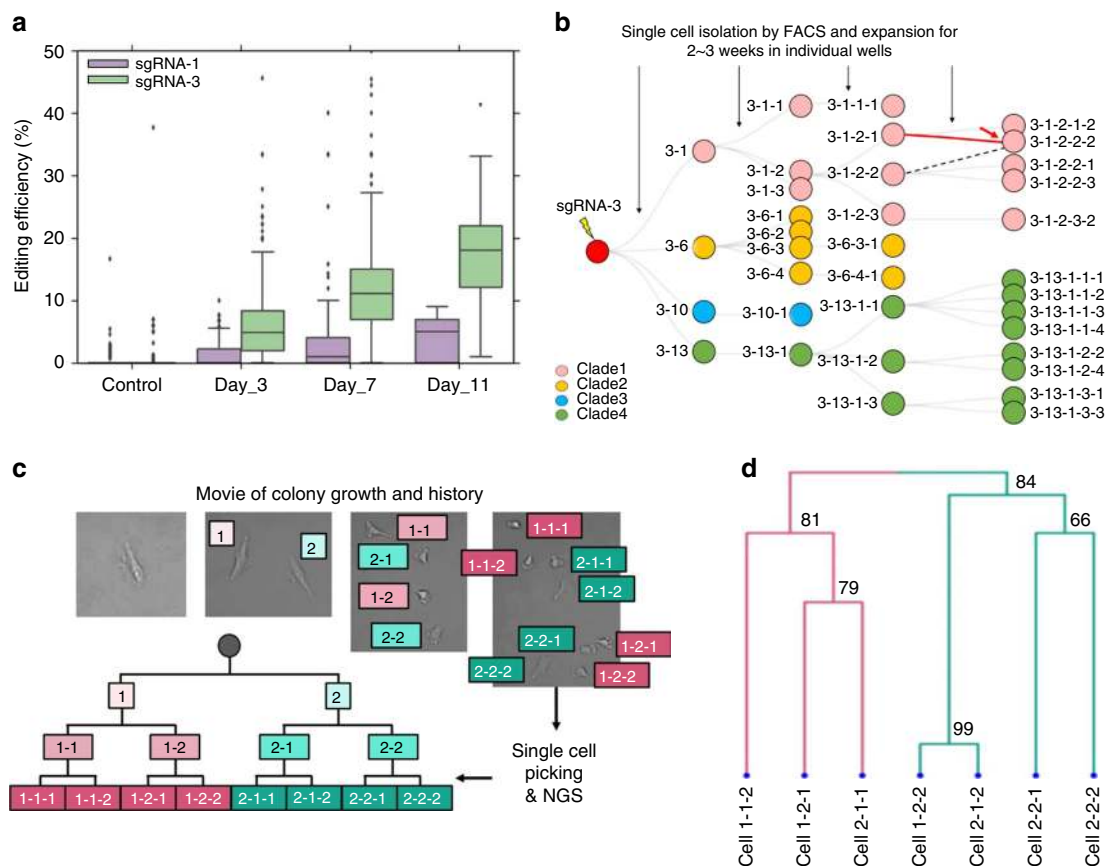 a
Editing efficiency (%)
50
40
30
20
10
0
sgRNA-1
sgRNA-3
Control
Day_3
Day_7
Day_11
b
Single cell isolation by FACS and expansion for
2~3 weeks in individual wells
sgRNA-3
3-1
3-6
3-10
3-13
3-1-1
3-1-2
3-1-3
3-6-1
3-6-2
3-6-3
3-6-4
3-10-1
3-13-1
3-1-1-1
3-1-2-1
3-1-2-2
3-1-2-3
3-6-3-1
3-6-4-1
3-13-1-1
3-13-1-2
3-13-1-3
3-1-2-1-2
3-1-2-2-2
3-1-2-2-1
3-1-2-2-3
3-1-2-3-2
3-13-1-1-1
3-13-1-1-2
3-13-1-1-3
3-13-1-1-4
3-13-1-2-2
3-13-1-2-4
3-13-1-3-1
3-13-1-3-3
Clade1
Clade2
Clade3
Clade4
c
Movie of colony growth and history
1
2
1-1
2-1
1-2
2-2
1-1-1
1-1-2
2-1-1
2-1-2
2-2-1
1-2-1
2-2-2
1-2-2
1
2
1-1
1-2
2-1
2-2
1-1-1
1-1-2
1-2-1
1-2-2
2-1-1
2-1-2
2-2-1
2-2-2
Single cell
picking
& NGS
d
84
81
66
79
99
Cell 1-1-2
Cell 1-2-1
Cell 2-1-1
Cell 1-2-2
Cell 2-1-2
Cell 2-2-1
Cell 2-2-2